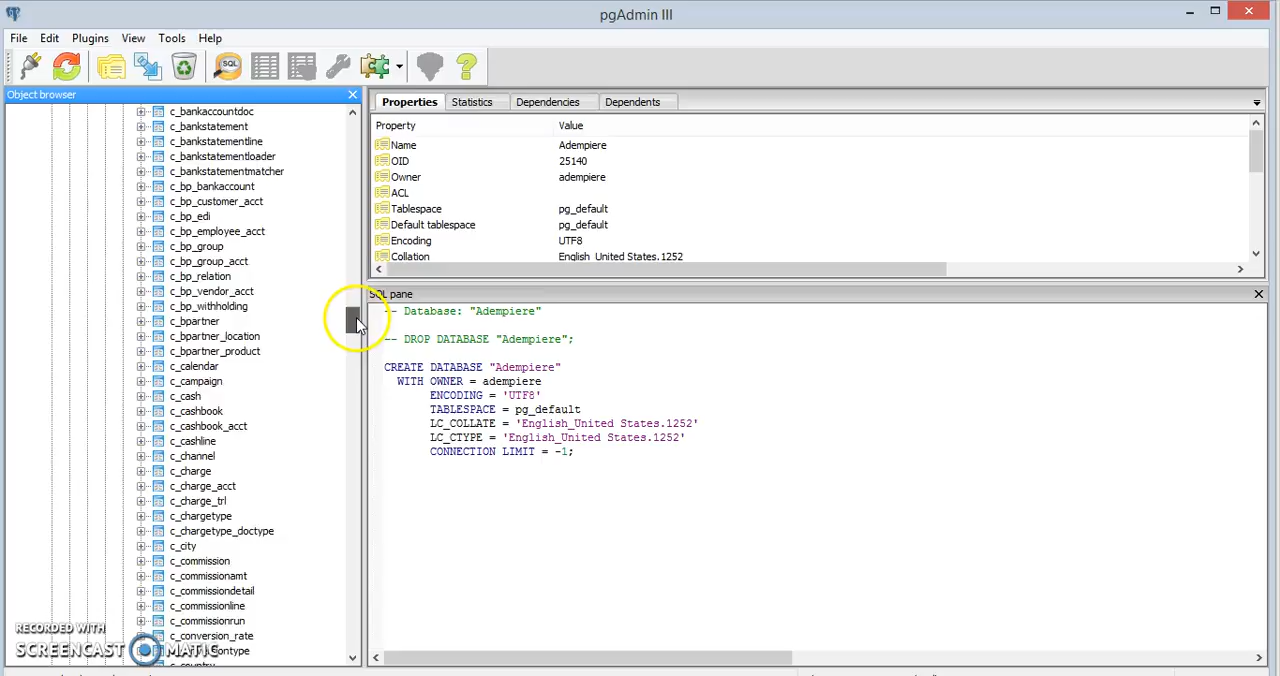 pgAdmin III
File Edit Plugins View Tools Help
SQL
Object browser
c_bankaccountdoc
c_bankstatement
c_bankstatementline
c_bankstatementloader
c_bankstatementmatcher
c_bp_bankaccount
c_bp_customer_acct
c_bp_edi
c_bp_employee_acct
c_bp_group
c_bp_group_acct
c_bp_relation
c_bp_vendor_acct
c_bp_withholding
c_bpartner
c_bpartner_location
c_bpartner_product
c_calendar
c_campaign
c_cash
c_cashbook
c_cashbook_acct
c_cashline
c_channel
c_charge
c_charge_acct
c_charge_trl
c_chargetype
c_chargetype_doctype
c_city
c_commission
c_commissionamt
c_commissiondetail
c_commissionline
c_commissionrun
c_conversion_rate
c_country
RECORDED WITH
SCREENCAST MATIC
Properties Statistics Dependencies Dependents
Property Value
Name Adempiere
OID 25140
Owner adempiere
ACL
Tablespace pg_default
Default tablespace pg_default
Encoding UTF8
Collation English_United States.1252
SQL pane
-- Database: "Adempiere"
-- DROP DATABASE "Adempiere";
CREATE DATABASE "Adempiere"
WITH OWNER = adempiere
ENCODING = 'UTF8'
TABLESPACE = pg_default
LC_COLLATE = 'English_United States.1252'
LC_CTYPE = 'English_United States.1252'
CONNECTION LIMIT = -1;